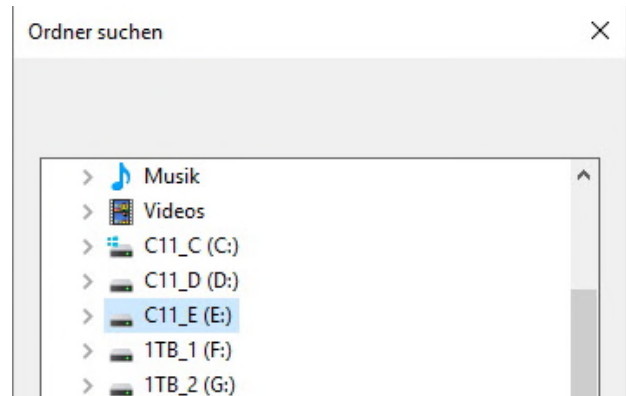 Ordner suchen
Musik
Videos
C11_C (C:)
C11_D (D:)
C11_E (E:)
1TB_1 (F:)
1TB_2 (G:)